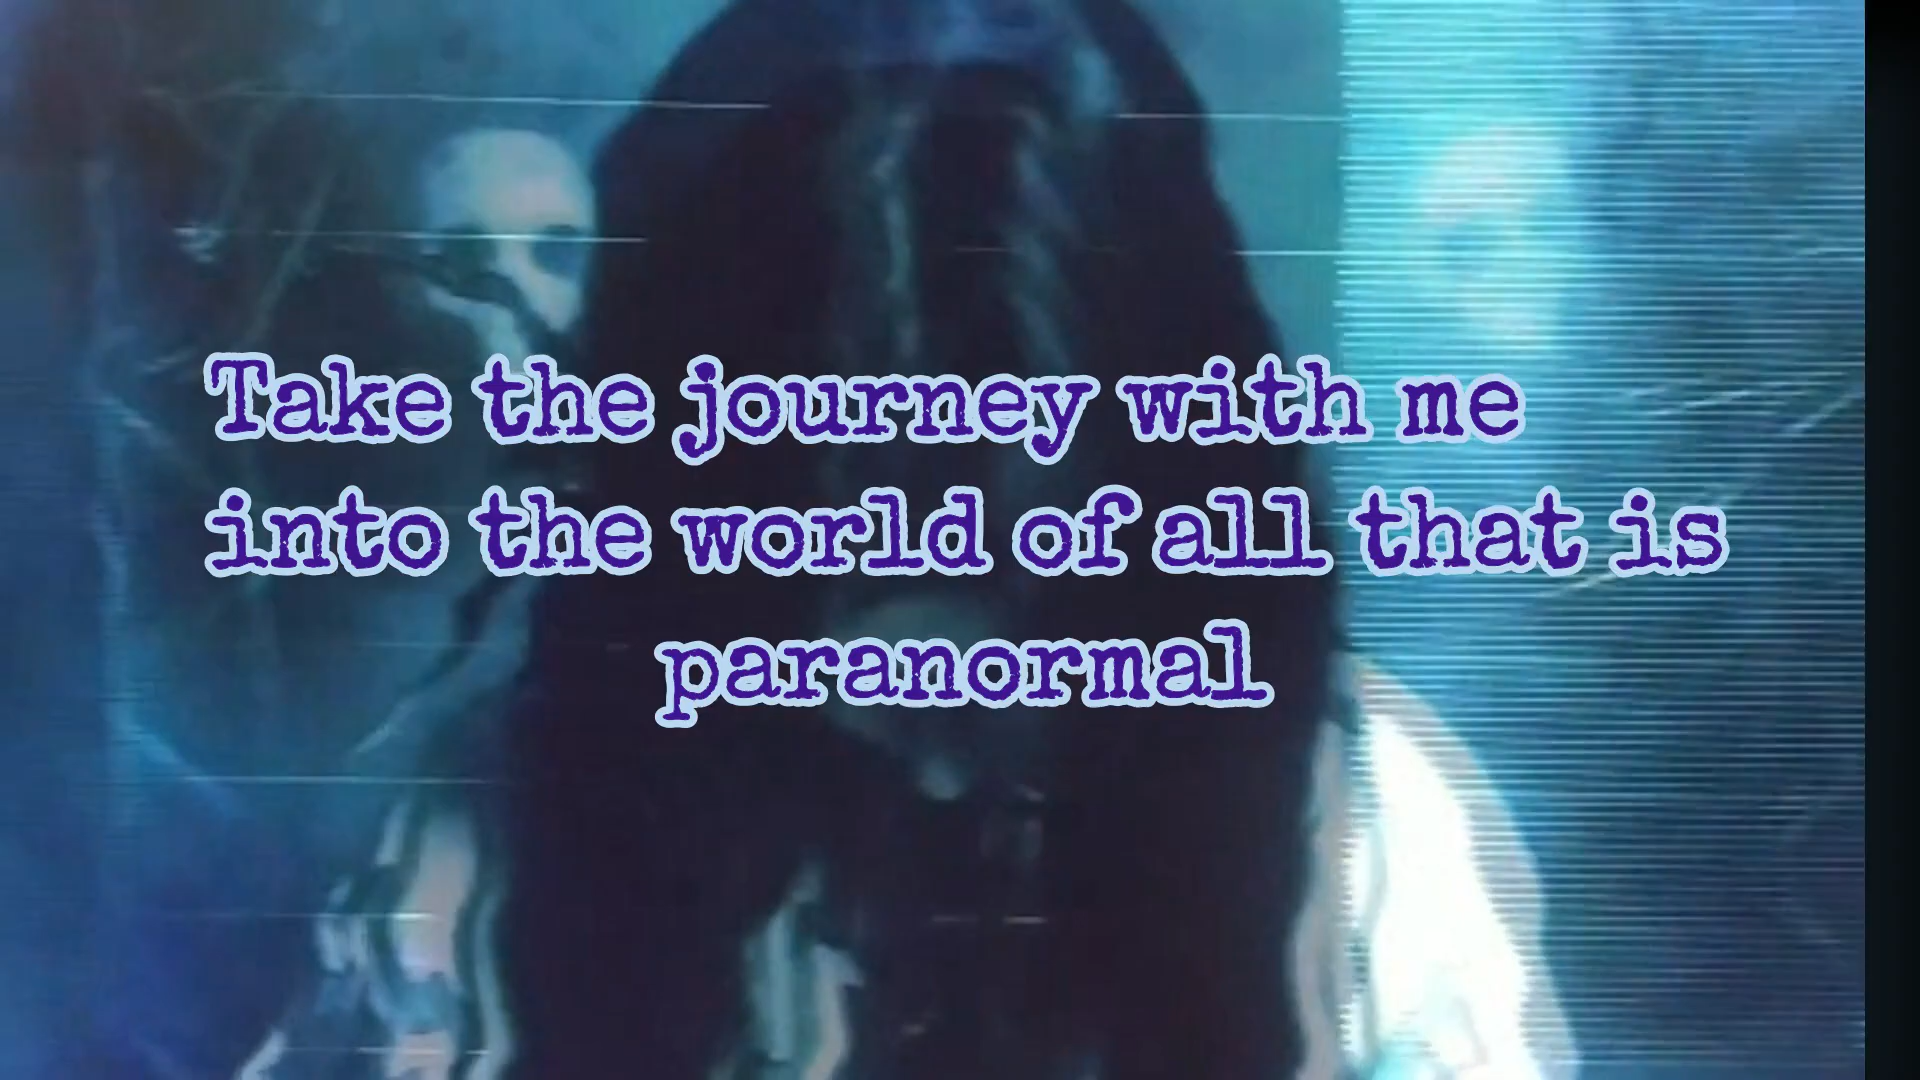 Take the journey with me
into the world of all that is
paranormal